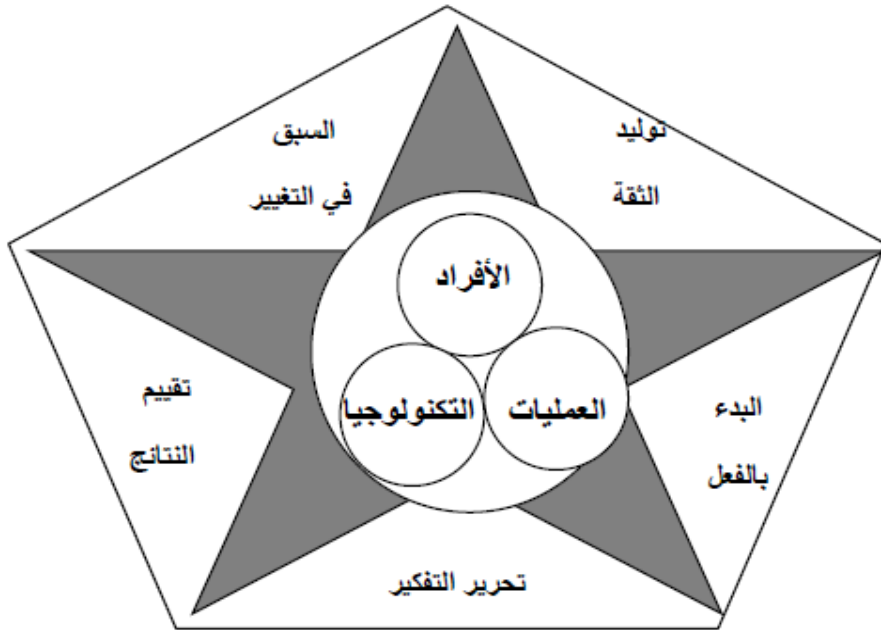 توليد
الثقة
السبق
في التغيير
الأفراد
العمليات
التكنولوجيا
البدء
بالفعل
تقييم
النتائج
تحرير التفكير